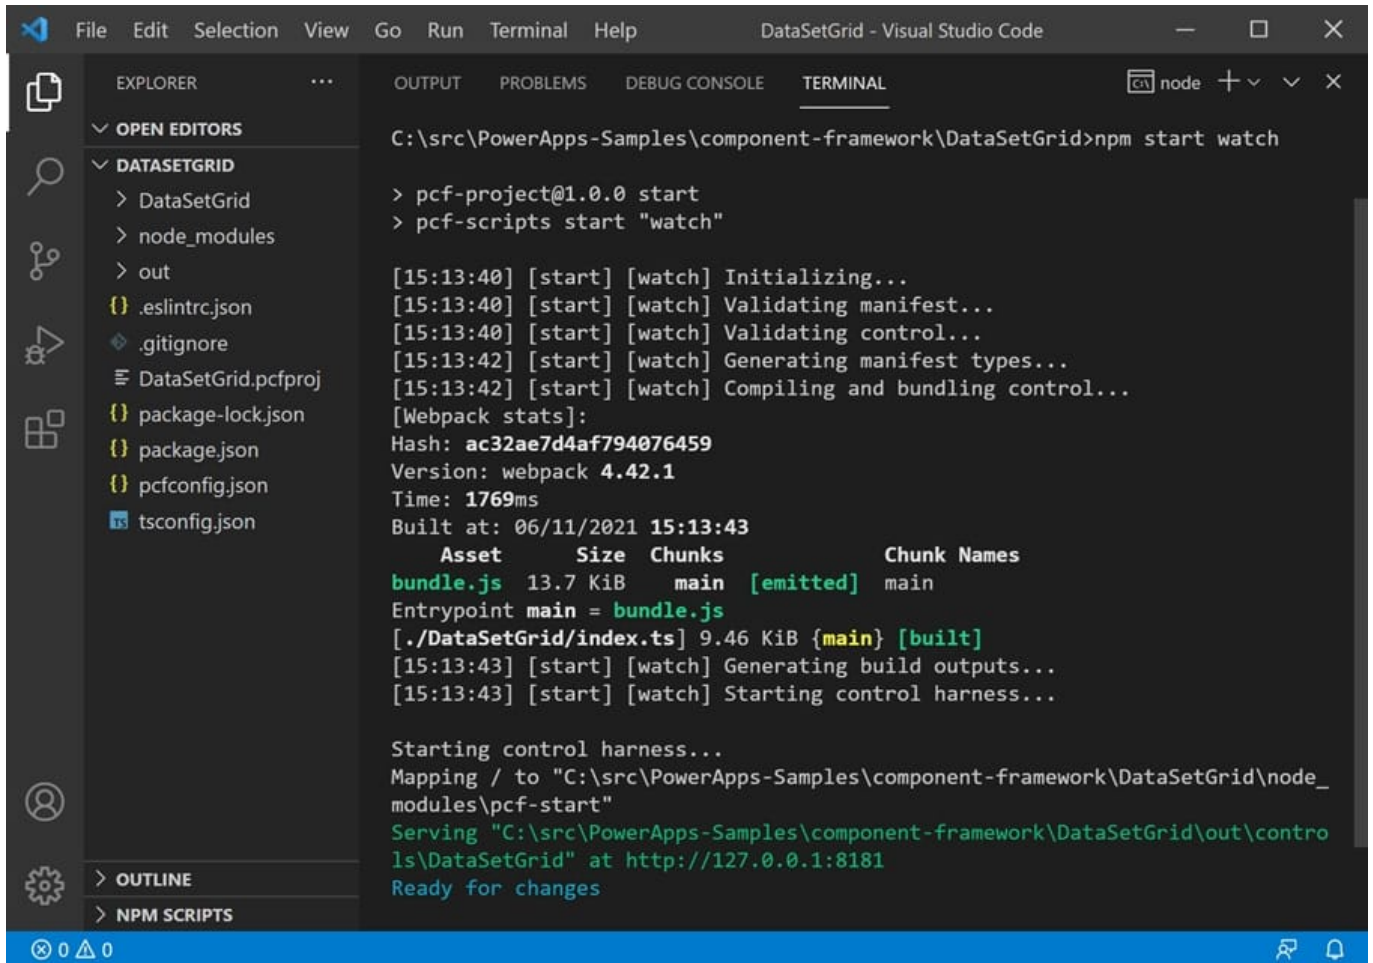 File Edit Selection View Go Run Terminal Help DataSetGrid - Visual Studio Code
EXPLORER
OPEN EDITORS
DATASETGRID
DataSetGrid
node_modules
out
{} .eslintrc.json
.gitignore
DataSetGrid.pcfproj
{} package-lock.json
{} package.json
{} pcfconfig.json
TS tsconfig.json
OUTLINE
NPM SCRIPTS
OUTPUT PROBLEMS DEBUG CONSOLE TERMINAL node
C:\src\PowerApps-Samples\component-framework\DataSetGrid>npm start watch
> pcf-project@1.0.0 start
> pcf-scripts start "watch"
[15:13:40] [start] [watch] Initializing...
[15:13:40] [start] [watch] Validating manifest...
[15:13:40] [start] [watch] Validating control...
[15:13:42] [start] [watch] Generating manifest types...
[15:13:42] [start] [watch] Compiling and bundling control...
[Webpack stats]:
Hash: ac32ae7d4af794076459
Version: webpack 4.42.1
Time: 1769ms
Built at: 06/11/2021 15:13:43
Asset Size Chunks Chunk Names
bundle.js 13.7 KiB main [emitted] main
Entrypoint main = bundle.js
[./DataSetGrid/index.ts] 9.46 KiB {main} [built]
[15:13:43] [start] [watch] Generating build outputs...
[15:13:43] [start] [watch] Starting control harness...
Starting control harness...
Mapping / to "C:\src\PowerApps-Samples\component-framework\DataSetGrid\node_
modules\pcf-start"
Serving "C:\src\PowerApps-Samples\component-framework\DataSetGrid\out\contro
ls\DataSetGrid" at http://127.0.0.1:8181
Ready for changes
0 0